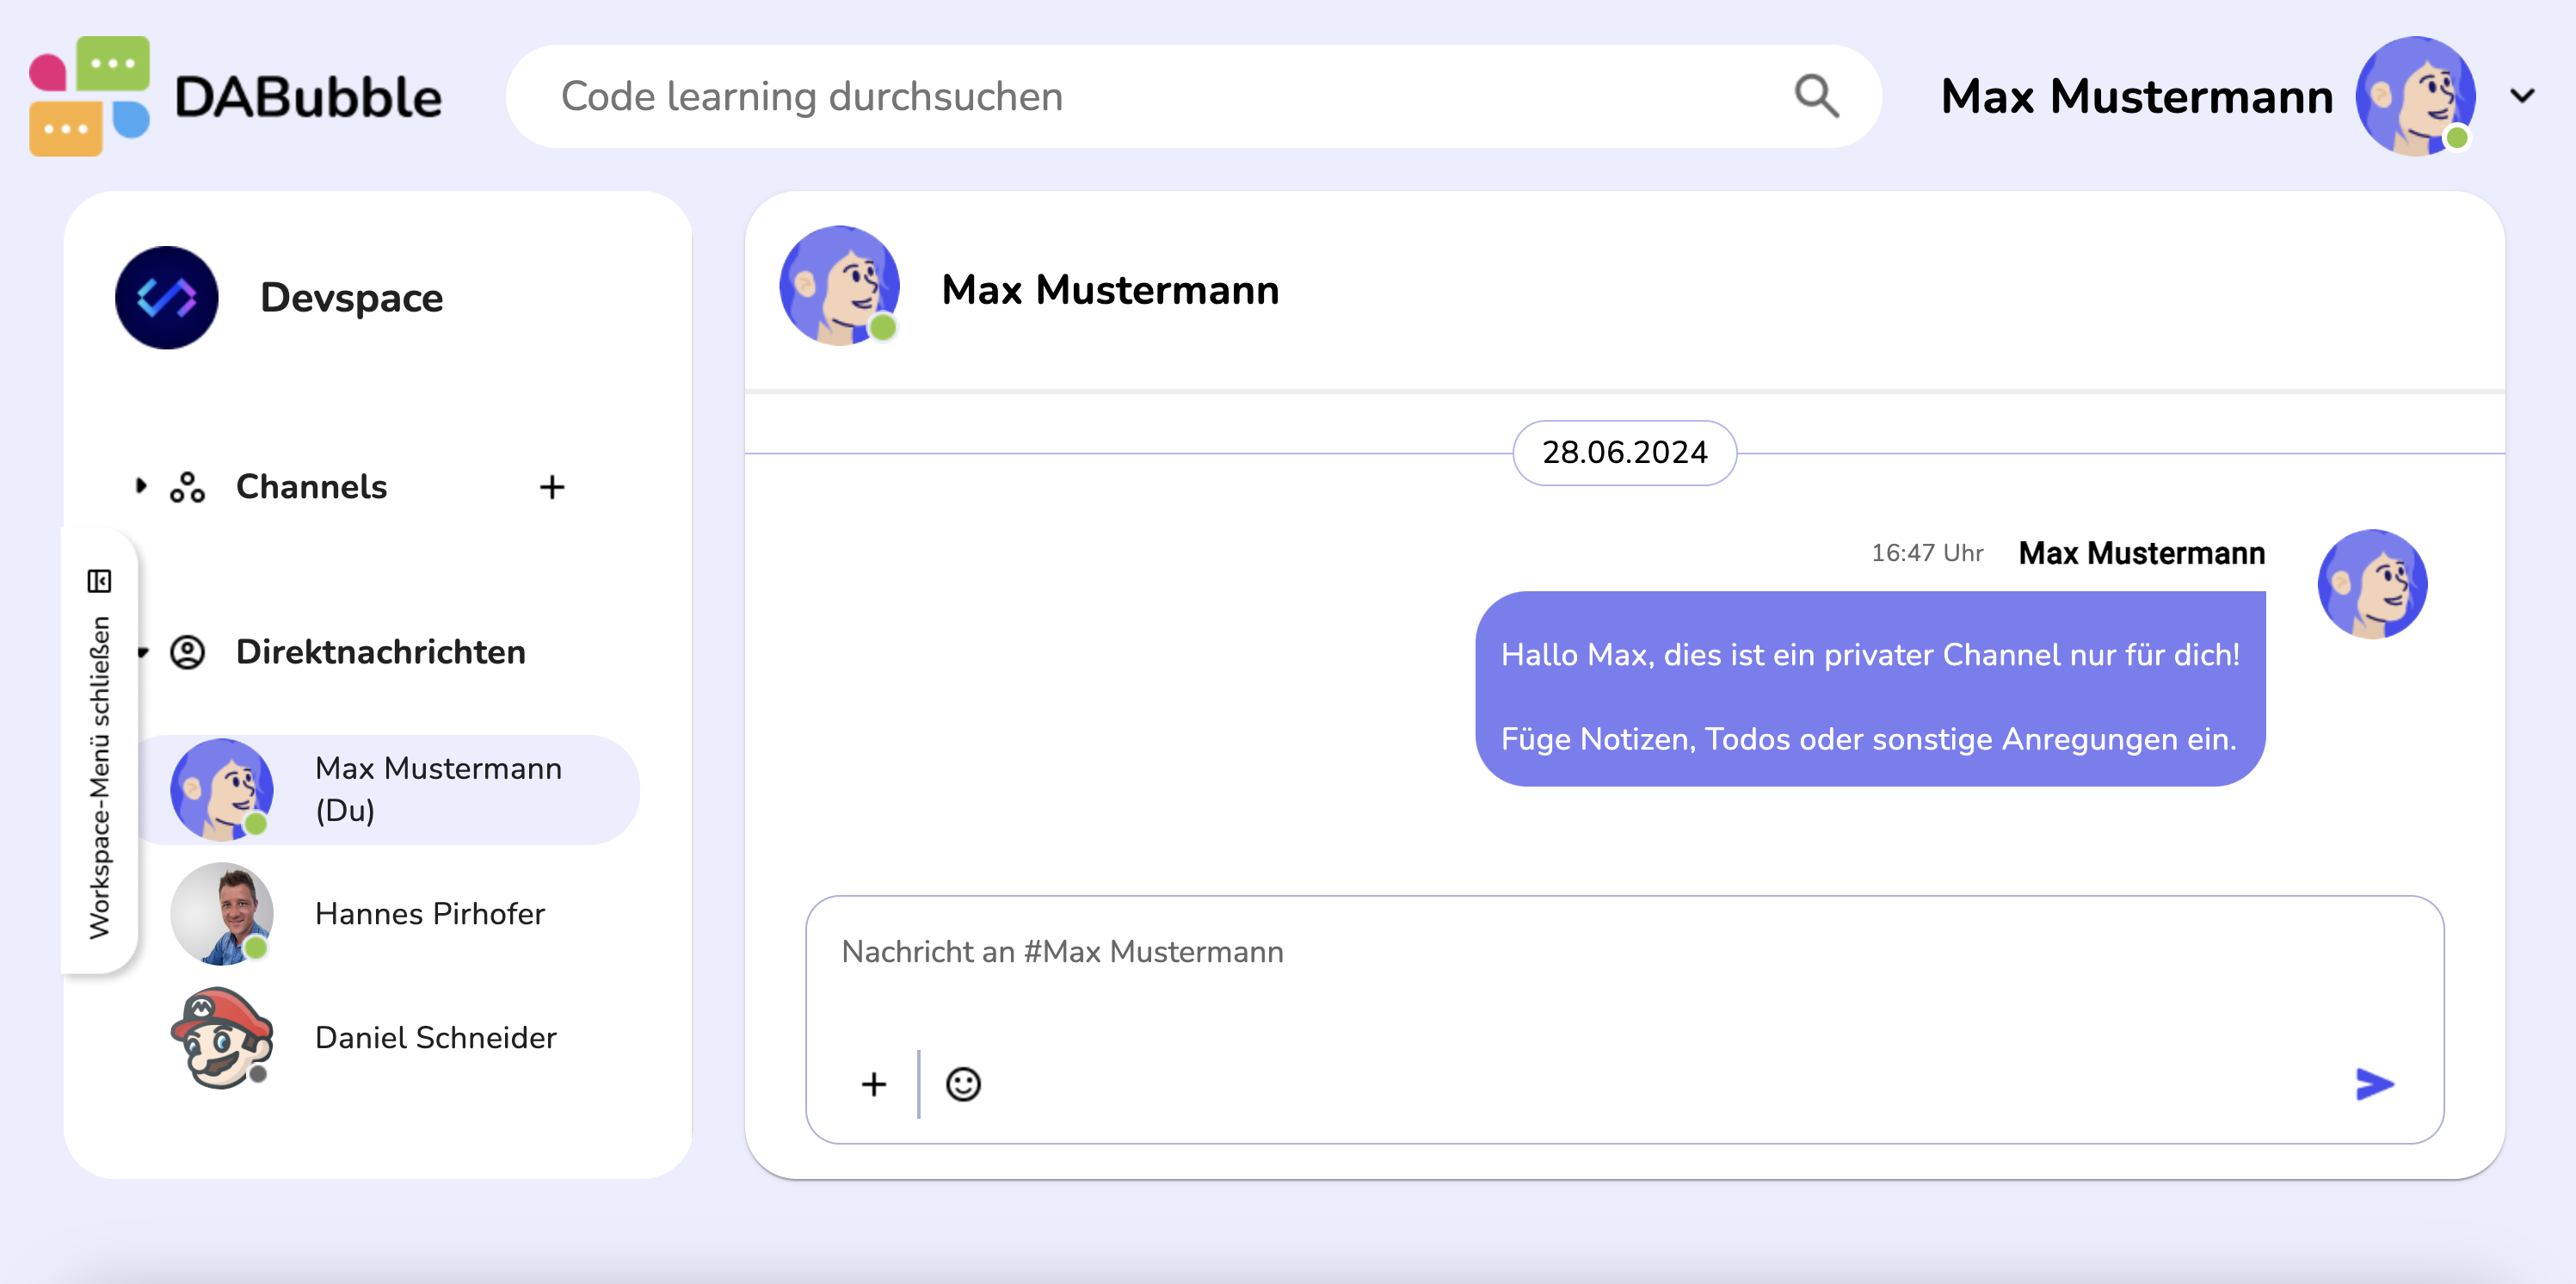 DABubble
Code learning durchsuchen
Max Mustermann
Devspace
Channels
Workspace-Menü schließen
Direktnachrichten
Max Mustermann
(Du)
Hannes Pirhofer
Daniel Schneider
Max Mustermann
28.06.2024
16:47 Uhr Max Mustermann
Hallo Max, dies ist ein privater Channel nur für dich!
Füge Notizen, Todos oder sonstige Anregungen ein.
Nachricht an #Max Mustermann